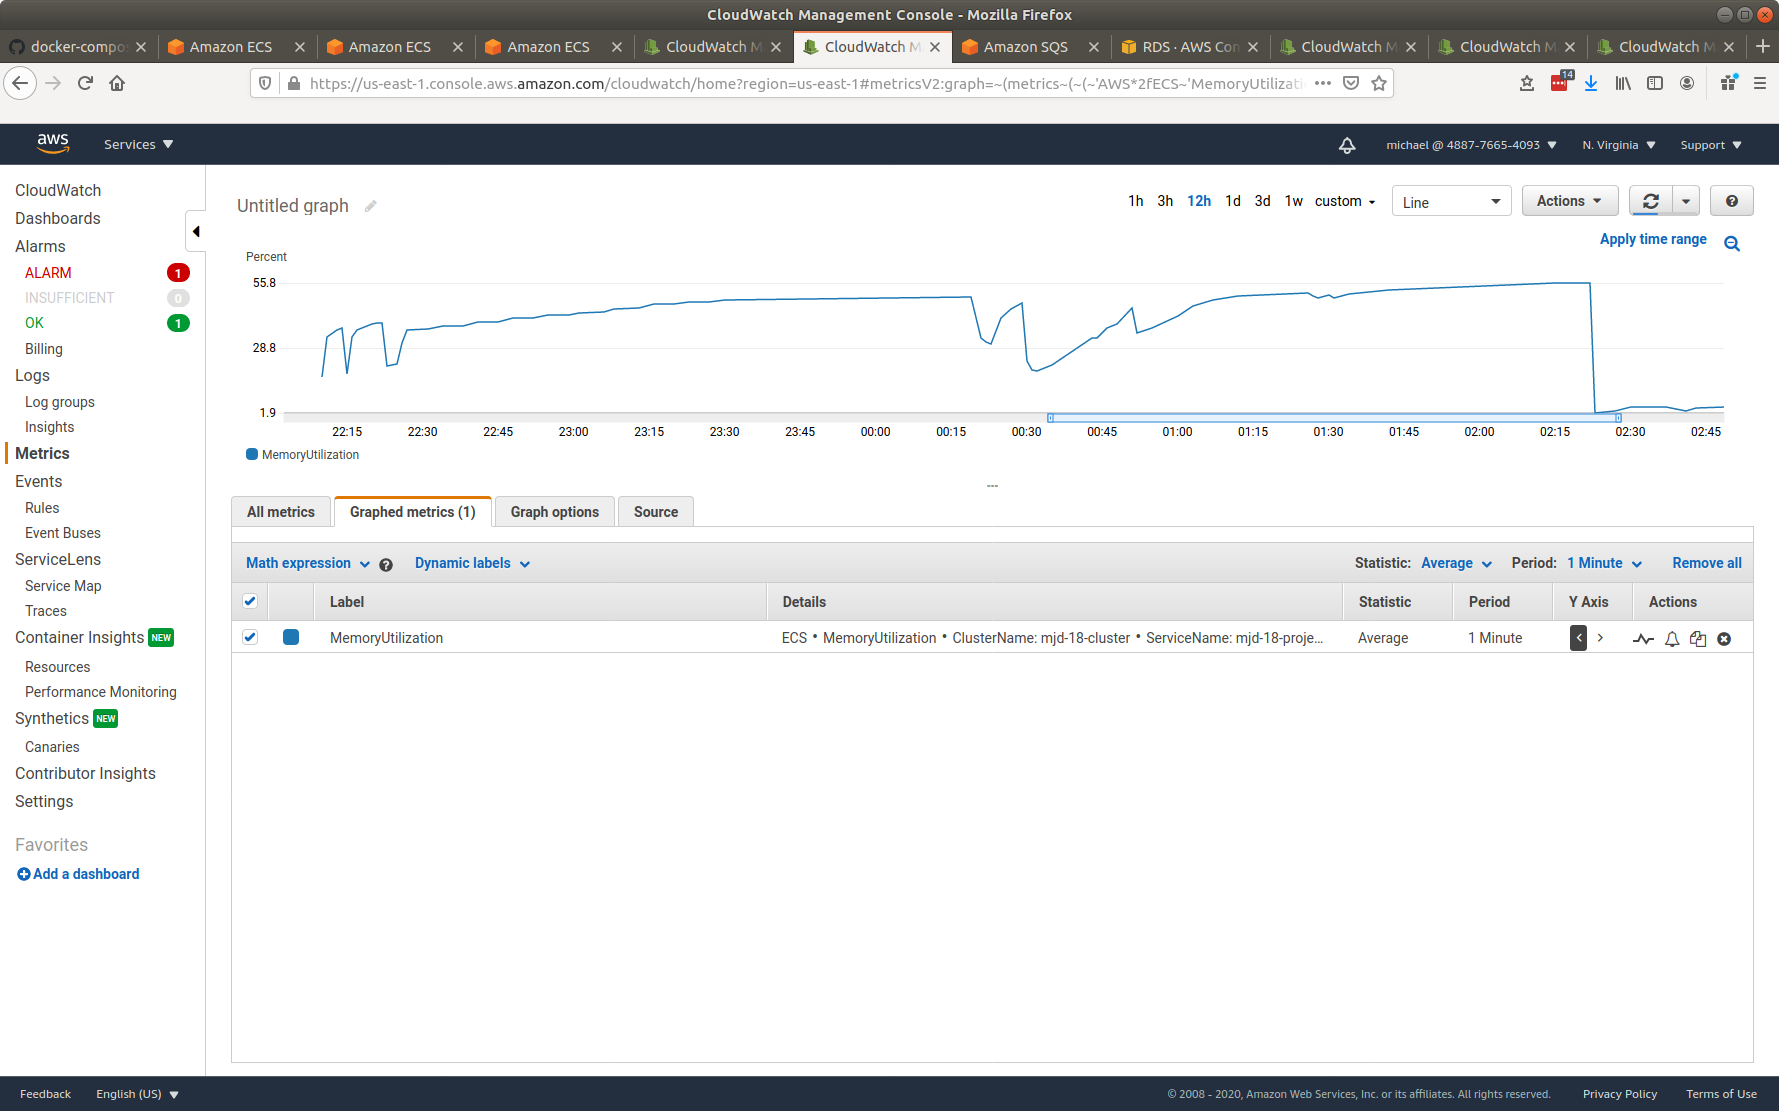 CloudWatch Management Console - Mozilla Firefox
docker-compo
Amazon ECS
Amazon ECS
Amazon ECS
CloudWatch M
CloudWatch M
Amazon SQS
RDS · AWS Con
CloudWatch M
CloudWatch M
CloudWatch M
https://us-east-1.console.aws.amazon.com/cloudwatch/home?region=us-east-1#metricsV2:graph=~(metrics~(~(~'AWS*2fECS~'MemoryUtilizati
14
aws
Services
michael @ 4887-7665-4093
N. Virginia
Support
CloudWatch
Dashboards
Alarms
ALARM 1
INSUFFICIENT 0
OK 1
Billing
Logs
Log groups
Insights
Metrics
Events
Rules
Event Buses
ServiceLens
Service Map
Traces
Container Insights NEW
Resources
Performance Monitoring
Synthetics NEW
Canaries
Contributor Insights
Settings
Favorites
Add a dashboard
Untitled graph
1h 3h 12h 1d 3d 1w custom
Line
Actions
Apply time range
Percent
55.8
28.8
1.9
22:15 22:30 22:45 23:00 23:15 23:30 23:45 00:00 00:15 00:30 00:45 01:00 01:15 01:30 01:45 02:00 02:15 02:30 02:45
MemoryUtilization
All metrics
Graphed metrics (1)
Graph options
Source
Math expression
Dynamic labels
Statistic: Average
Period: 1 Minute
Remove all
Label Details Statistic Period Y Axis Actions
MemoryUtilization ECS • MemoryUtilization • ClusterName: mjd-18-cluster • ServiceName: mjd-18-proje... Average 1 Minute
Feedback
English (US)
© 2008 - 2020, Amazon Web Services, Inc. or its affiliates. All rights reserved.
Privacy Policy
Terms of Use